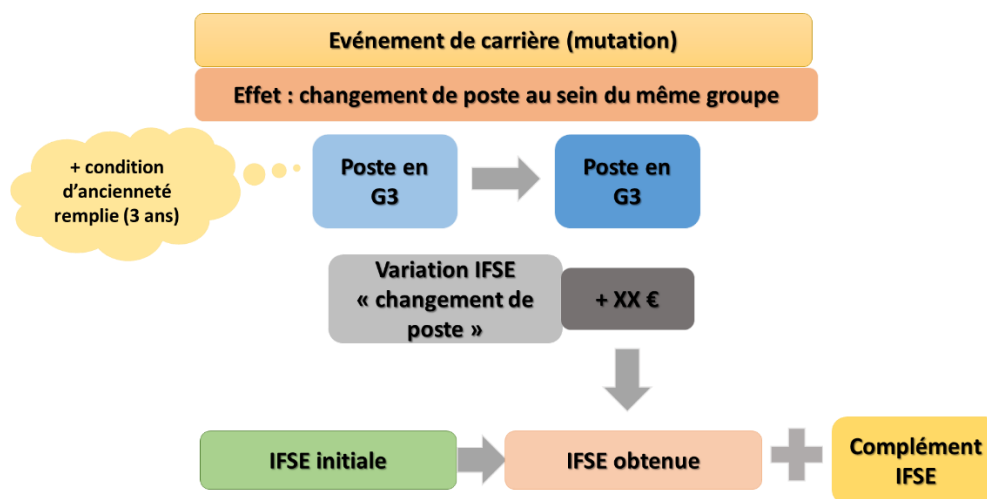 Evénement de carrière (mutation)
Effet : changement de poste au sein du même groupe
+ condition
d'ancienneté
remplie (3 ans)
Poste en
G3
Poste en
G3
Variation IFSE
« changement de
poste »
+ XX €
IFSE initiale
IFSE obtenue
Complément
IFSE